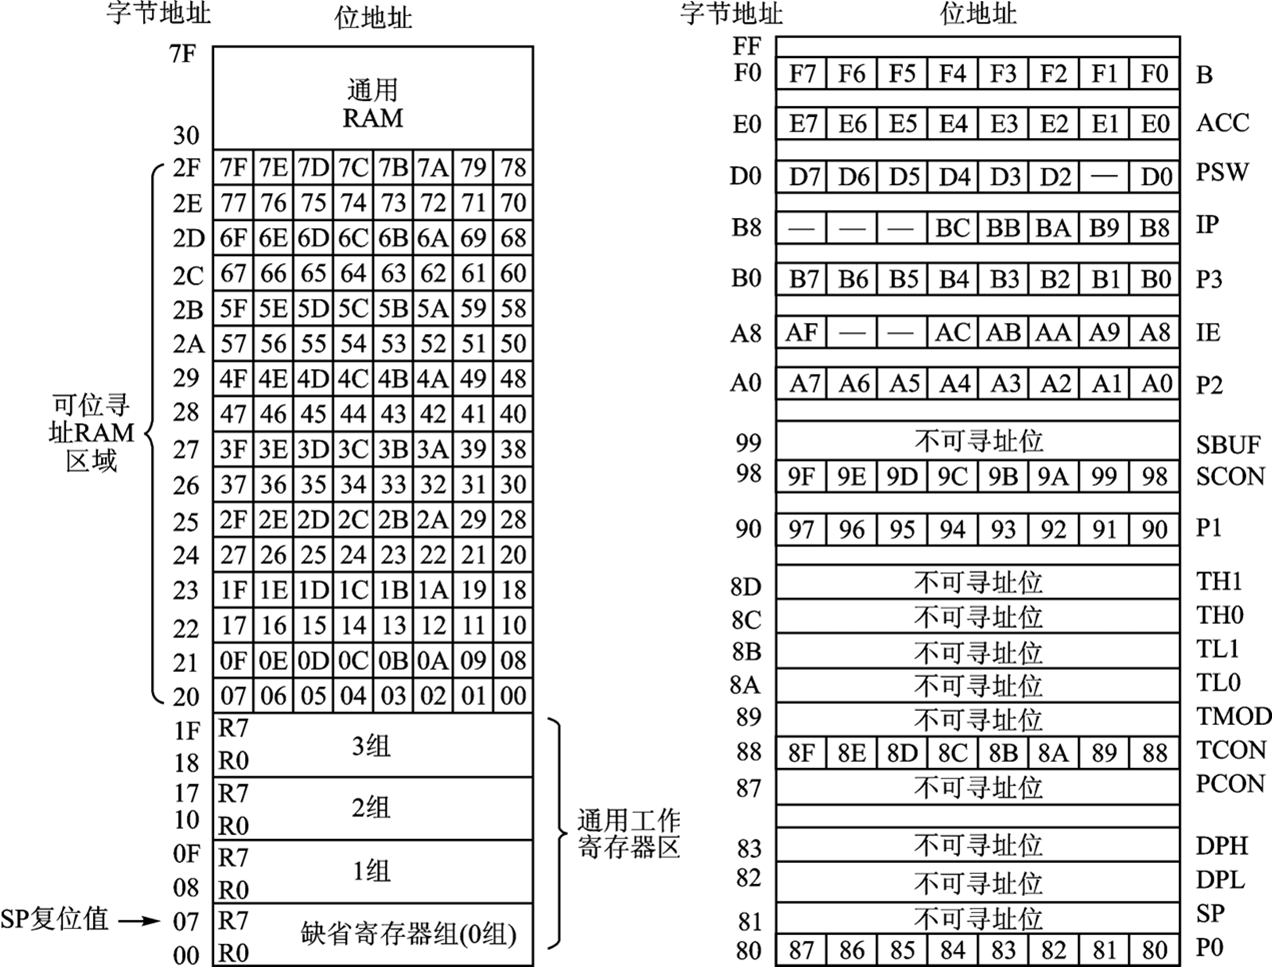 字节地址 位地址
7F
通用
RAM
30
2F 7F 7E 7D 7C 7B 7A 79 78
2E 77 76 75 74 73 72 71 70
2D 6F 6E 6D 6C 6B 6A 69 68
2C 67 66 65 64 63 62 61 60
2B 5F 5E 5D 5C 5B 5A 59 58
2A 57 56 55 54 53 52 51 50
29 4F 4E 4D 4C 4B 4A 49 48
28 47 46 45 44 43 42 41 40
27 3F 3E 3D 3C 3B 3A 39 38
26 37 36 35 34 33 32 31 30
25 2F 2E 2D 2C 2B 2A 29 28
24 27 26 25 24 23 22 21 20
23 1F 1E 1D 1C 1B 1A 19 18
22 17 16 15 14 13 12 11 10
21 0F 0E 0D 0C 0B 0A 09 08
20 07 06 05 04 03 02 01 00
可位寻
址RAM
区域
1F R7
3组
18 R0
17 R7
2组
10 R0
0F R7
1组
08 R0
SP复位值 07 R7
缺省寄存器组(0组)
00 R0
通用工作
寄存器区
字节地址 位地址
FF
F0 F7 F6 F5 F4 F3 F2 F1 F0 B
E0 E7 E6 E5 E4 E3 E2 E1 E0 ACC
D0 D7 D6 D5 D4 D3 D2 — D0 PSW
B8 — — — BC BB BA B9 B8 IP
B0 B7 B6 B5 B4 B3 B2 B1 B0 P3
A8 AF — — AC AB AA A9 A8 IE
A0 A7 A6 A5 A4 A3 A2 A1 A0 P2
99 不可寻址位 SBUF
98 9F 9E 9D 9C 9B 9A 99 98 SCON
90 97 96 95 94 93 92 91 90 P1
8D 不可寻址位 TH1
8C 不可寻址位 TH0
8B 不可寻址位 TL1
8A 不可寻址位 TL0
89 不可寻址位 TMOD
88 8F 8E 8D 8C 8B 8A 89 88 TCON
87 不可寻址位 PCON
83 不可寻址位 DPH
82 不可寻址位 DPL
81 不可寻址位 SP
80 87 86 85 84 83 82 81 80 P0